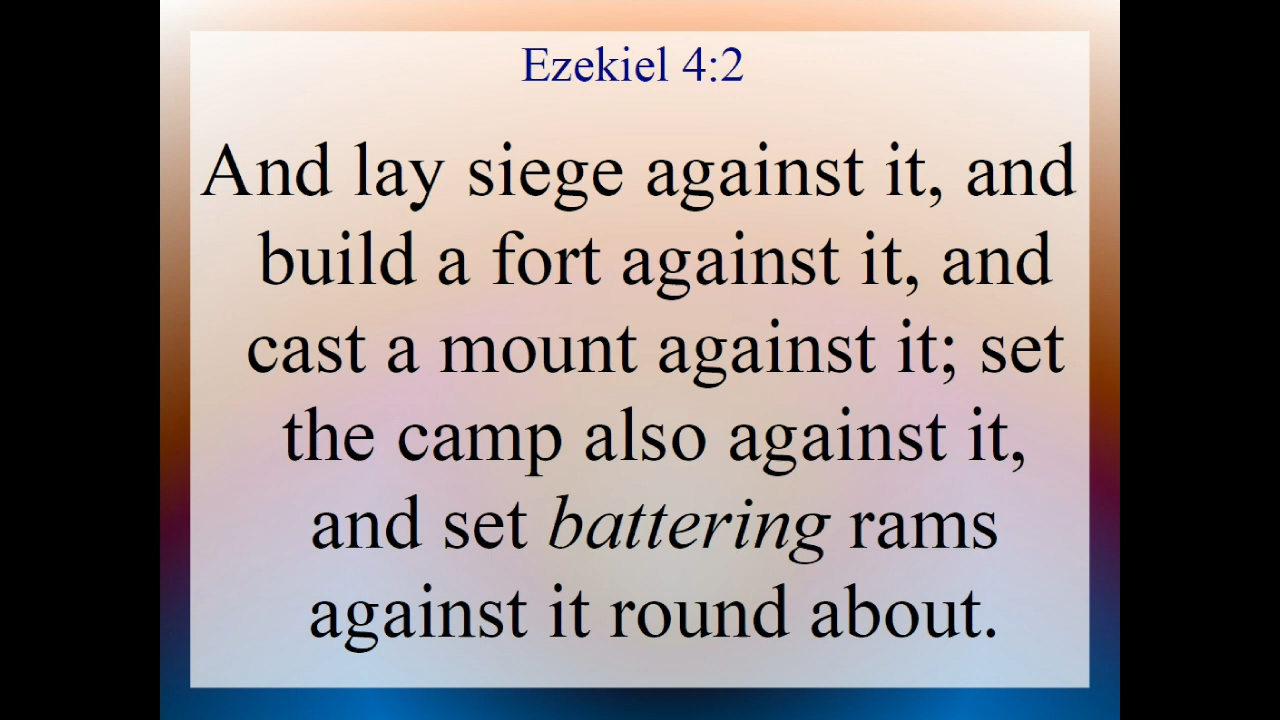 Ezekiel 4:2
And lay siege against it, and
build a fort against it, and
cast a mount against it; set
the camp also against it,
and set battering rams
against it round about.